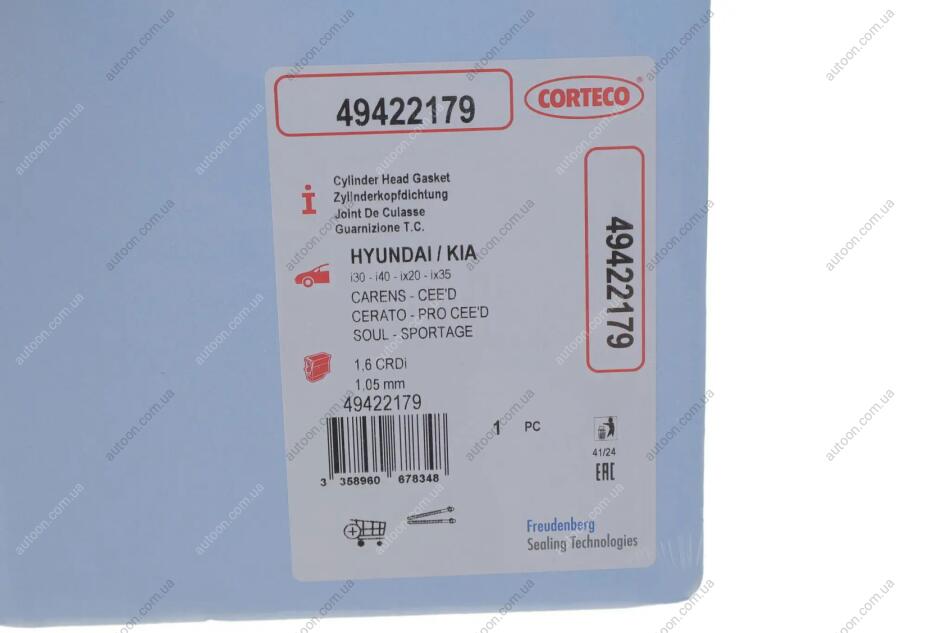 49422179
CORTECO®
Cylinder Head Gasket
Zylinderkopfdichtung
Joint De Culasse
Guarnizione T.C.
HYUNDAI / KIA
i30 - i40 - ix20 - ix35
CARENS - CEE'D
CERATO - PRO CEE'D
SOUL - SPORTAGE
49422179
1,6 CRDi
1,05 mm
49422179
3 358960 678348
1 PC
41/24
EAC
Freudenberg
Sealing Technologies
autoon.com.ua